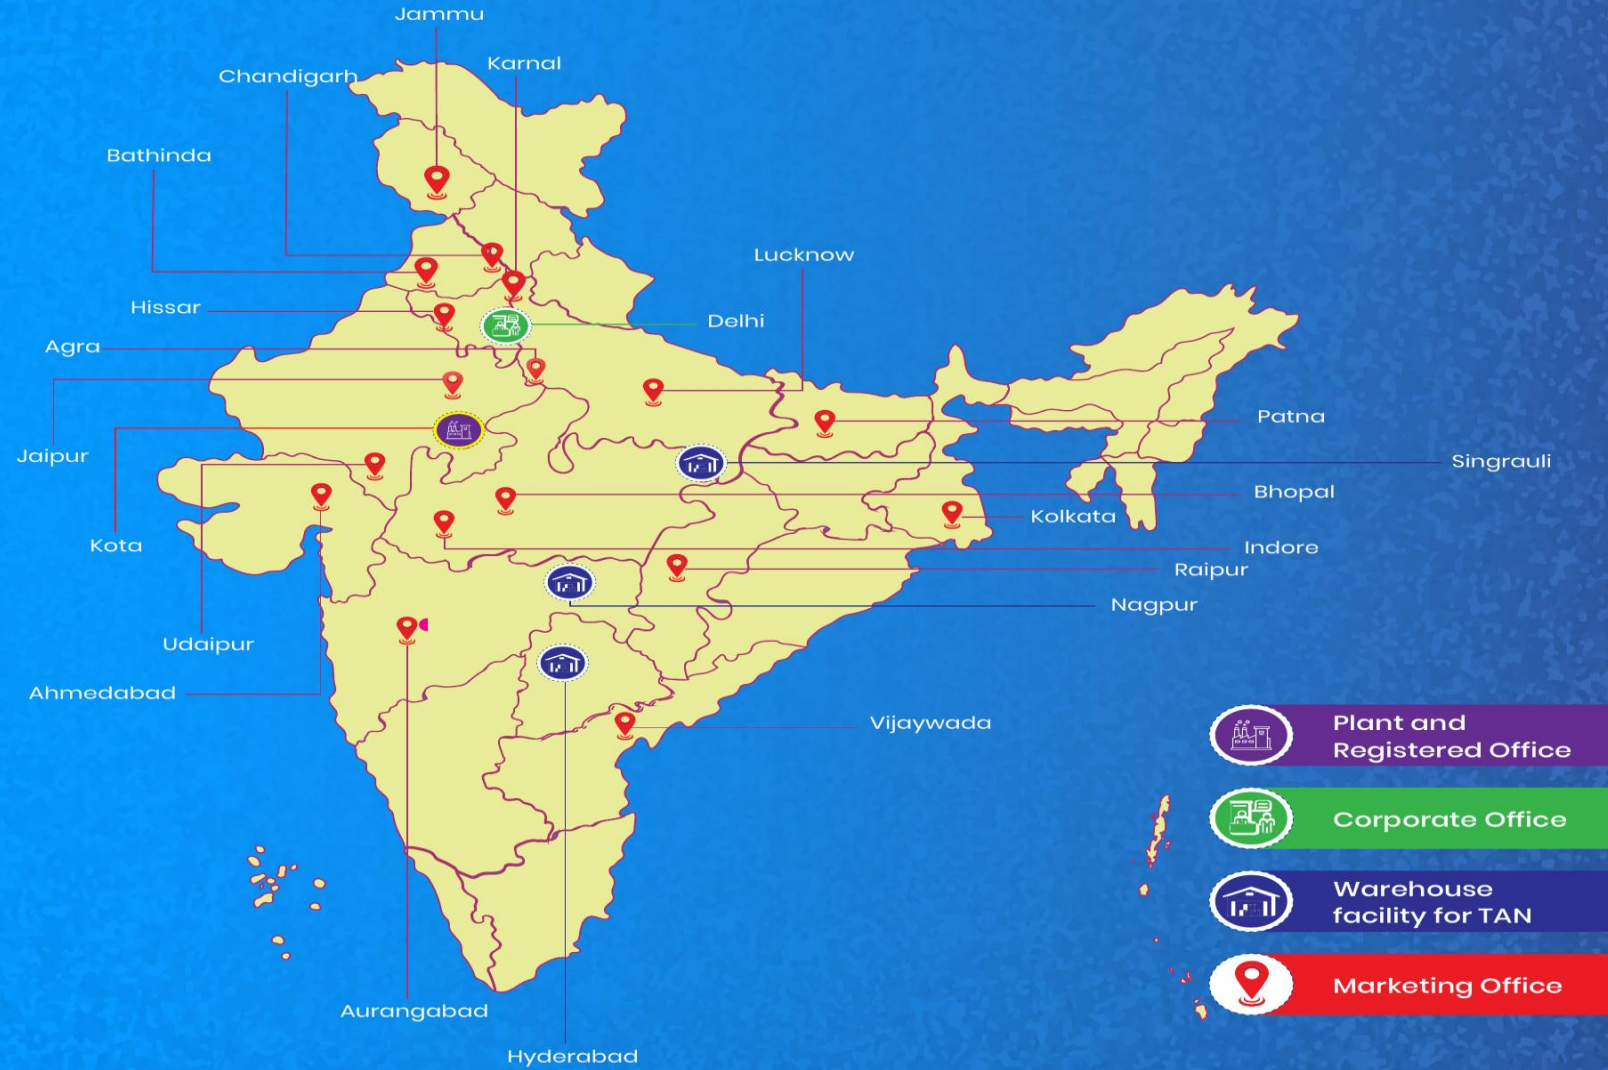 Jammu
Karnal
Chandigarh
Bathinda
Lucknow
Hissar
Delhi
Agra
Patna
Jaipur
Singrauli
Bhopal
Kolkata
Kota
Indore
Raipur
Nagpur
Udaipur
Ahmedabad
Vijaywada
Aurangabad
Hyderabad
Plant and
Registered Office
Corporate Office
Warehouse
facility for TAN
Marketing Office